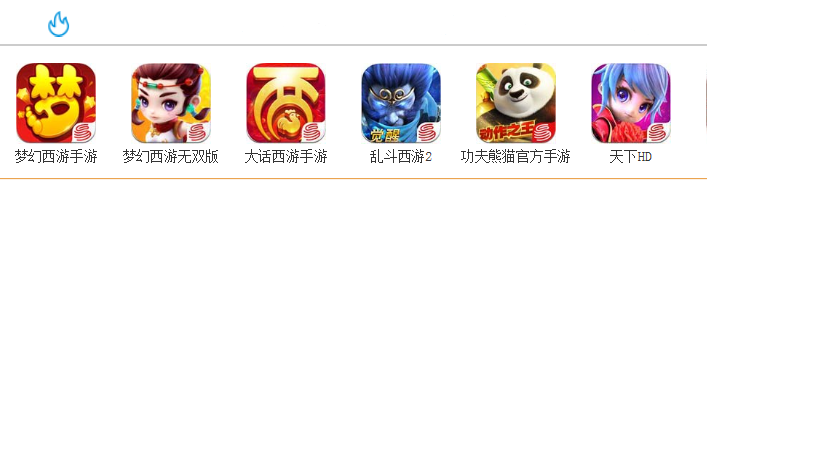 梦
西
觉醒
动作之王
梦幻西游手游
梦幻西游无双版
大话西游手游
乱斗西游2
功夫熊猫官方手游
天下HD